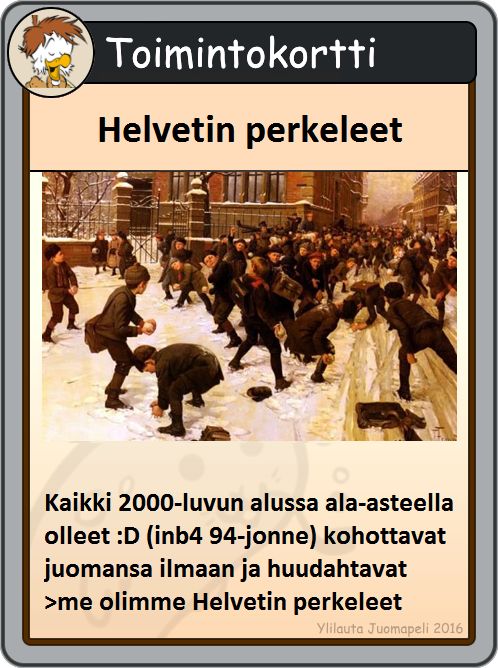 Toimintokortti
Helvetin perkeleet
Kaikki 2000-luvun alussa ala-asteella
olleet :D (inb4 94-jonne) kohottavat
juomansa ilmaan ja huudahtavat
>me olimme Helvetin perkeleet
Ylilauta Juomapeli 2016